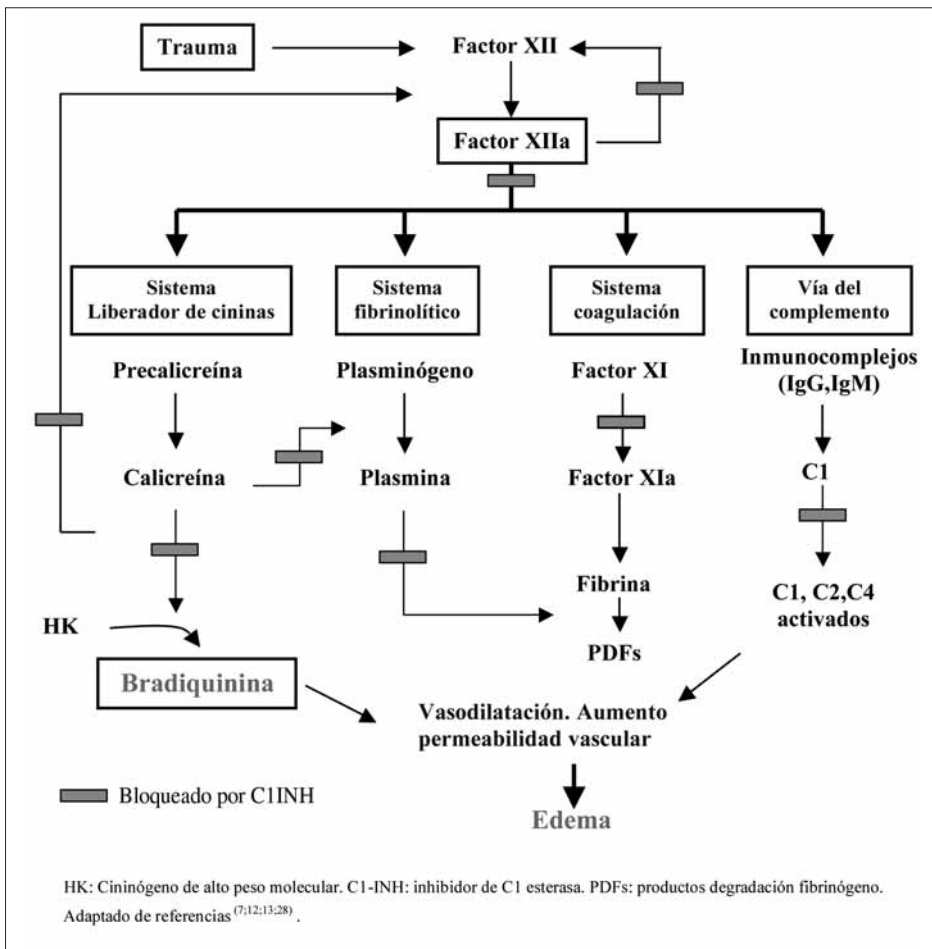 Trauma
Factor XII
Factor XIIa
Sistema
Liberador de cininas
Sistema
fibrinolítico
Sistema
coagulación
Vía del
complemento
Precalicreína
Plasminógeno
Factor XI
Inmunocomplejos
(IgG,IgM)
Calicreína
Plasmina
Factor XIa
C1
Fibrina
C1, C2,C4
activados
HK
PDFs
Bradiquinina
Vasodilatación. Aumento
permeabilidad vascular
Bloqueado por C1INH
Edema
HK: Cininógeno de alto peso molecular. C1-INH: inhibidor de C1 esterasa. PDFs: productos degradación fibrinógeno.
Adaptado de referencias (7;12;13;28) .